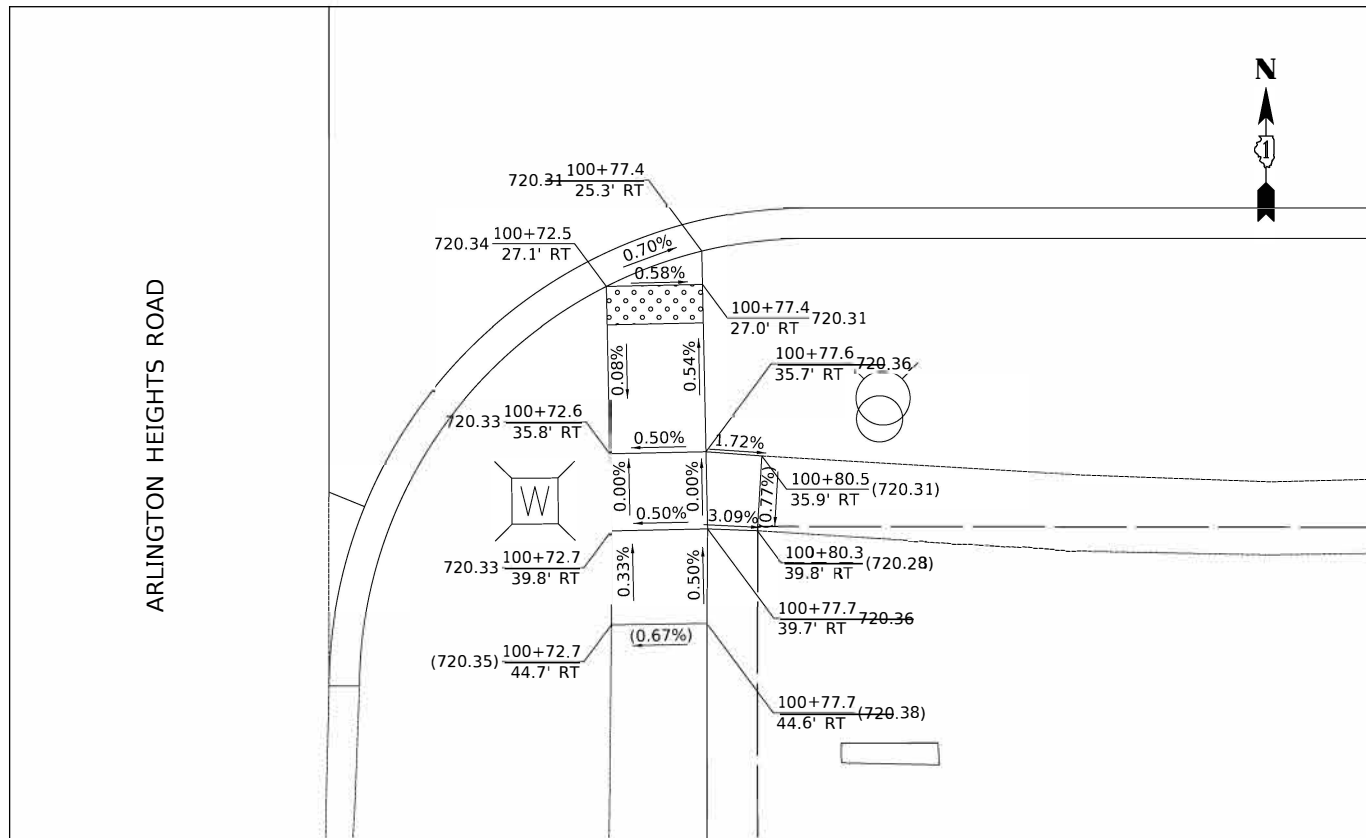 N
1
100+77.4
720.31
25.3' RT
100+72.5
720.34
27.1' RT
0.70%
0.58%
100+77.4
720.31
27.0' RT
100+77.6
720.36
35.7' RT
0.08%
0.54%
100+72.6
720.33
35.8' RT
0.50%
1.72%
100+80.5
(720.31)
35.9' RT
0.00%
0.00%
(0.77%)
W
0.50%
3.09%
100+72.7
720.33
39.8' RT
100+80.3
(720.28)
39.8' RT
0.33%
0.50%
100+77.7
720.36
39.7' RT
(0.67%)
100+72.7
(720.35)
44.7' RT
100+77.7
(720.38)
44.6' RT
ARLINGTON HEIGHTS ROAD